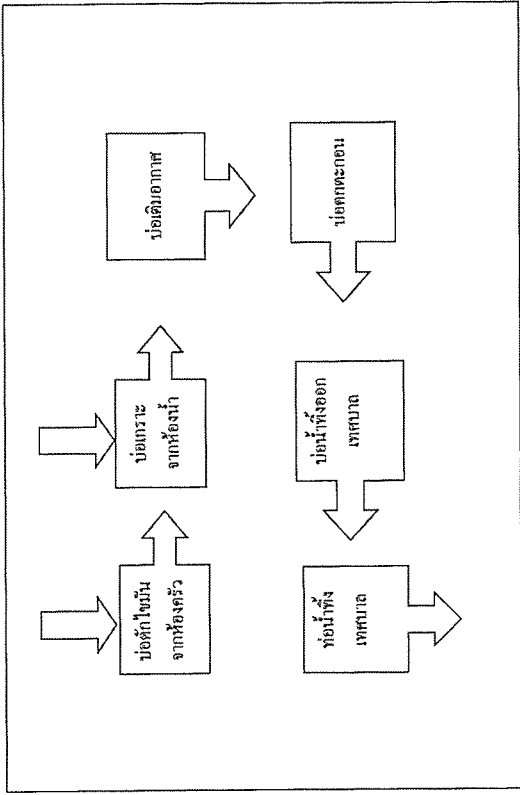 บ่อดักไขมัน
จากห้องครัว
บ่อเกราะ
จากห้องน้ำ
บ่อเติมอากาศ
บ่อตกตะกอน
บ่อน้ำทิ้งออก
เทศบาล
ท่อน้ำทิ้ง
เทศบาล